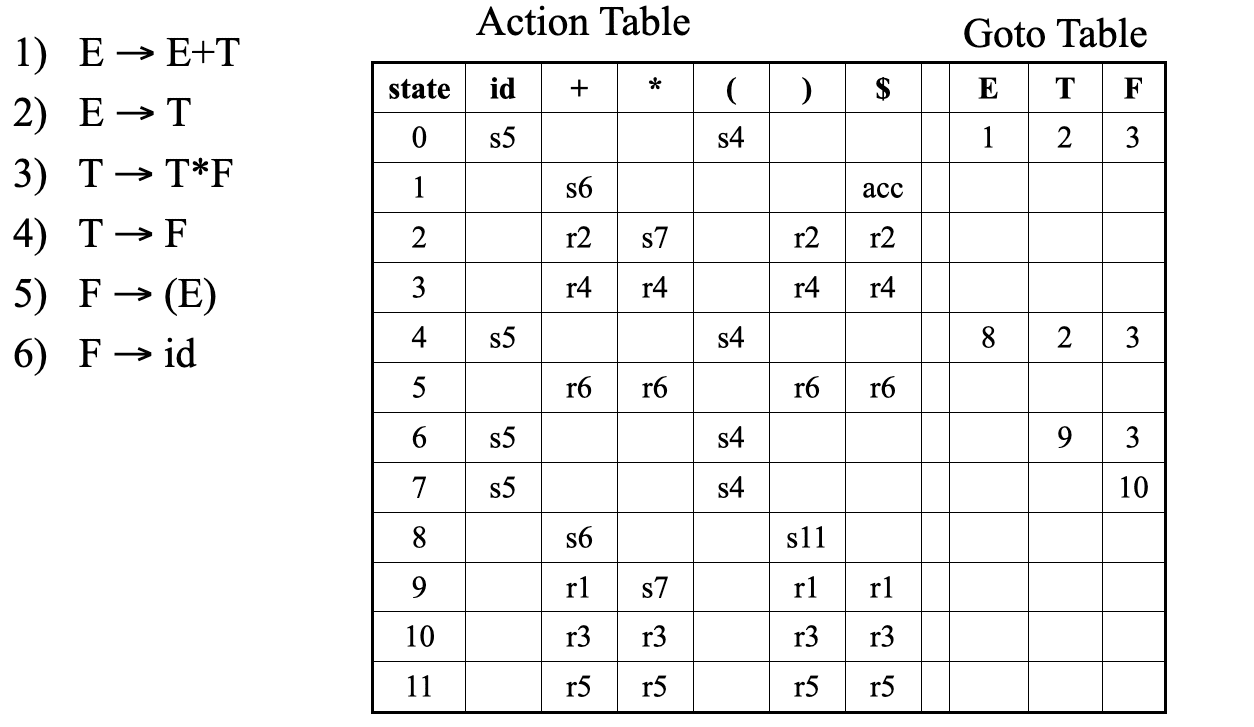 Action Table
Goto Table
1) E → E+T
2) E → T
3) T → T*F
4) T → F
5) F → (E)
6) F → id
state id + * ( ) $ E T F
0 s5 s4 1 2 3
1 s6 acc
2 r2 s7 r2 r2
3 r4 r4 r4 r4
4 s5 s4 8 2 3
5 r6 r6 r6 r6
6 s5 s4 9 3
7 s5 s4 10
8 s6 s11
9 r1 s7 r1 r1
10 r3 r3 r3 r3
11 r5 r5 r5 r5